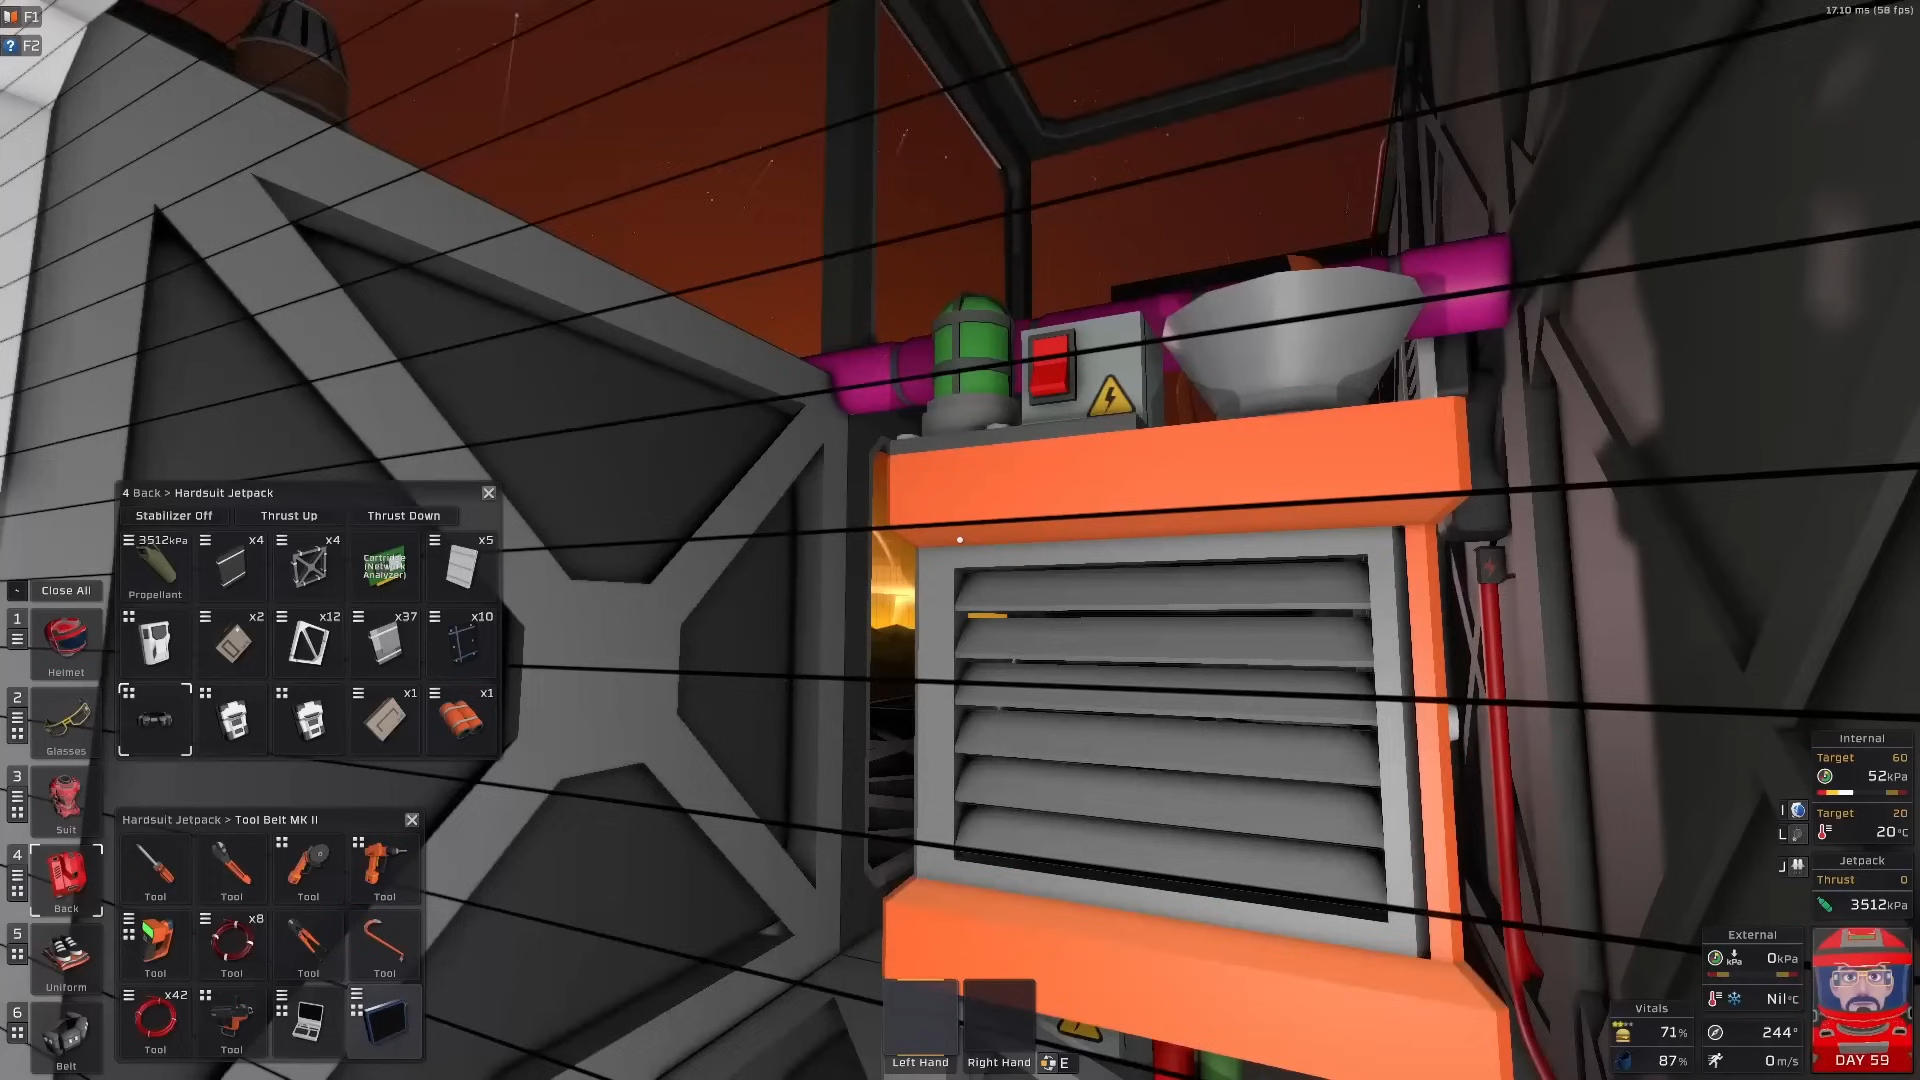 F1
17.10 ms (58 fps)
F2
4 Back > Hardsuit Jetpack
Stabilizer Off
Thrust Up
Thrust Down
3512kPa
x4
x4
Cartridge (Network Analyzer)
x5
Propellant
x2
x12
x37
x10
x1
x1
~
Close All
1
Helmet
2
Glasses
3
Suit
4
Back
5
Uniform
6
Belt
Hardsuit Jetpack > Tool Belt MK II
Tool
Tool
Tool
Tool
x8
Tool
Tool
Tool
Tool
x42
Tool
Tool
Left Hand
Right Hand
E
Internal
Target 60
52kPa
Target 20
I
L
20°C
Jetpack
J
Thrust 0
3512kPa
External
kPa
0kPa
Nil°C
244°
0m/s
Vitals
71%
87%
DAY 59